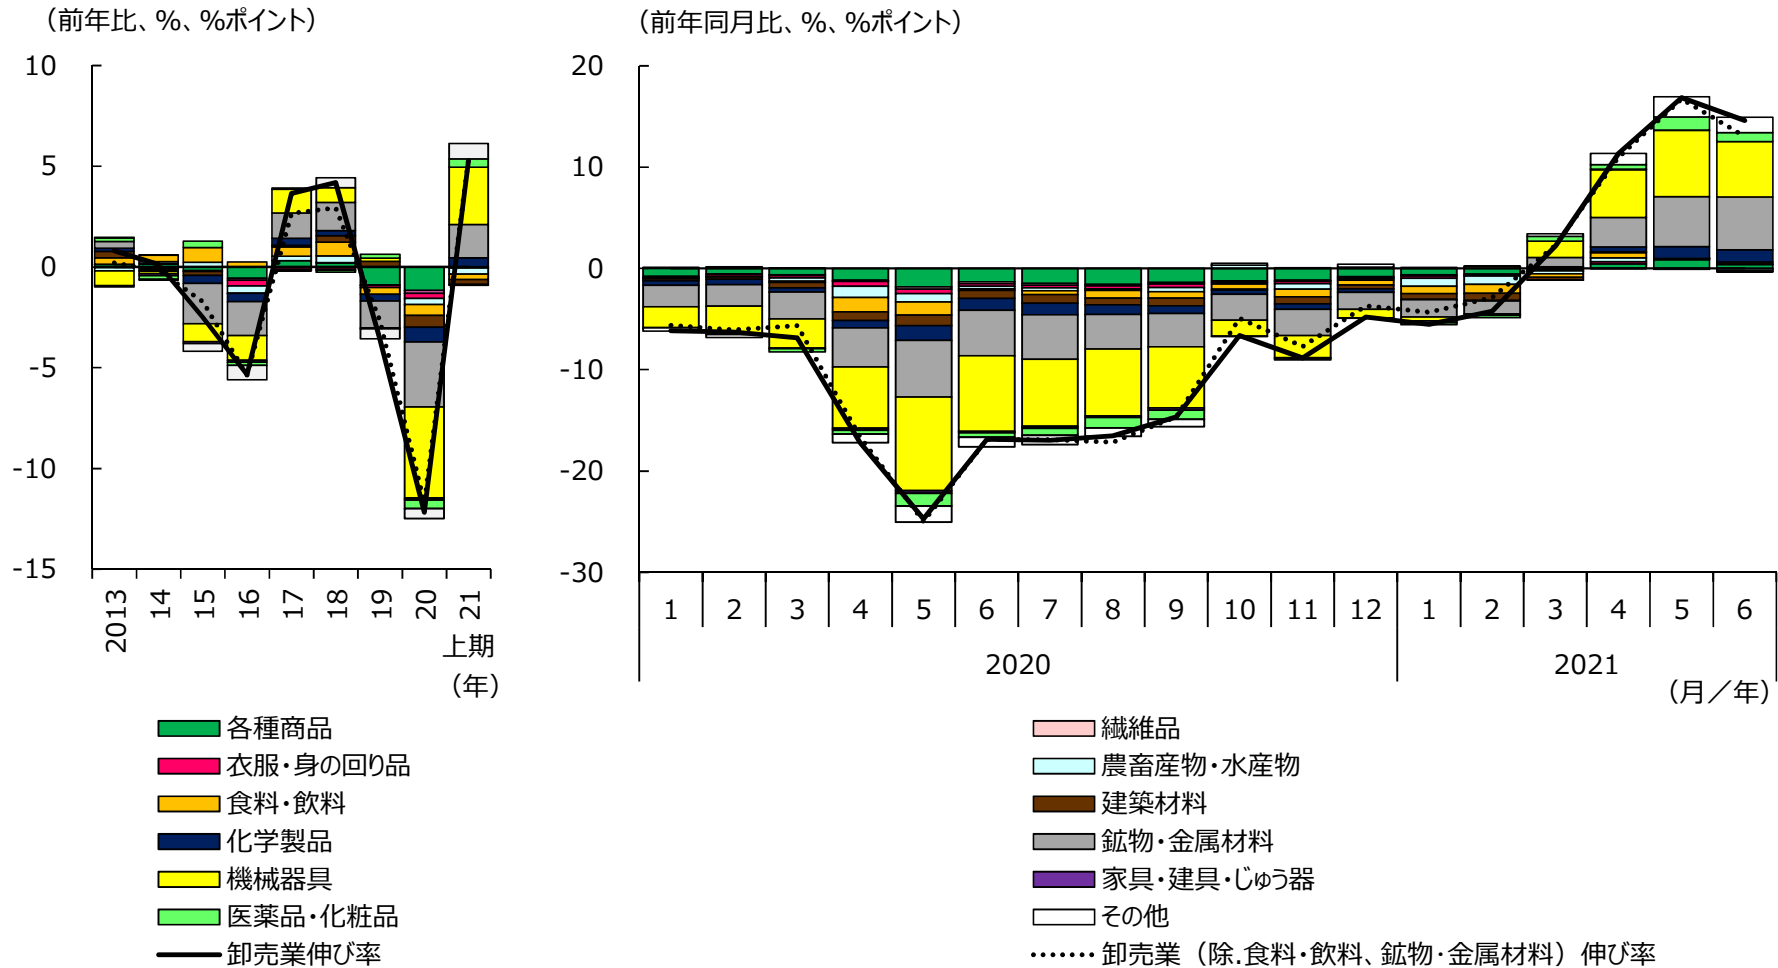 （前年比、%、%ポイント）
（前年同月比、%、%ポイント）
10
5
0
-5
-10
-15
2013
14
15
16
17
18
19
20
21
上期
（年）
20
10
0
-10
-20
-30
1 2 3 4 5 6 7 8 9 10 11 12 1 2 3 4 5 6
2020 2021
（月／年）
各種商品
繊維品
衣服・身の回り品
農畜産物・水産物
食料・飲料
建築材料
化学製品
鉱物・金属材料
機械器具
家具・建具・じゅう器
医薬品・化粧品
その他
卸売業伸び率
卸売業（除.食料・飲料、鉱物・金属材料）伸び率